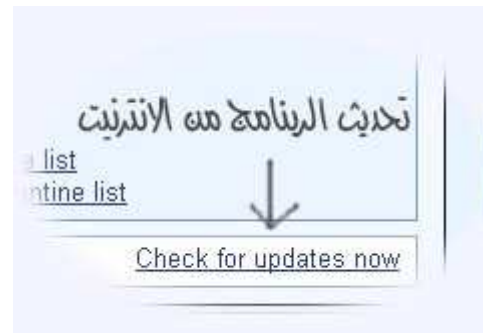 تحديث البرنامج من الانترنيت
list
ntine list
Check for updates now